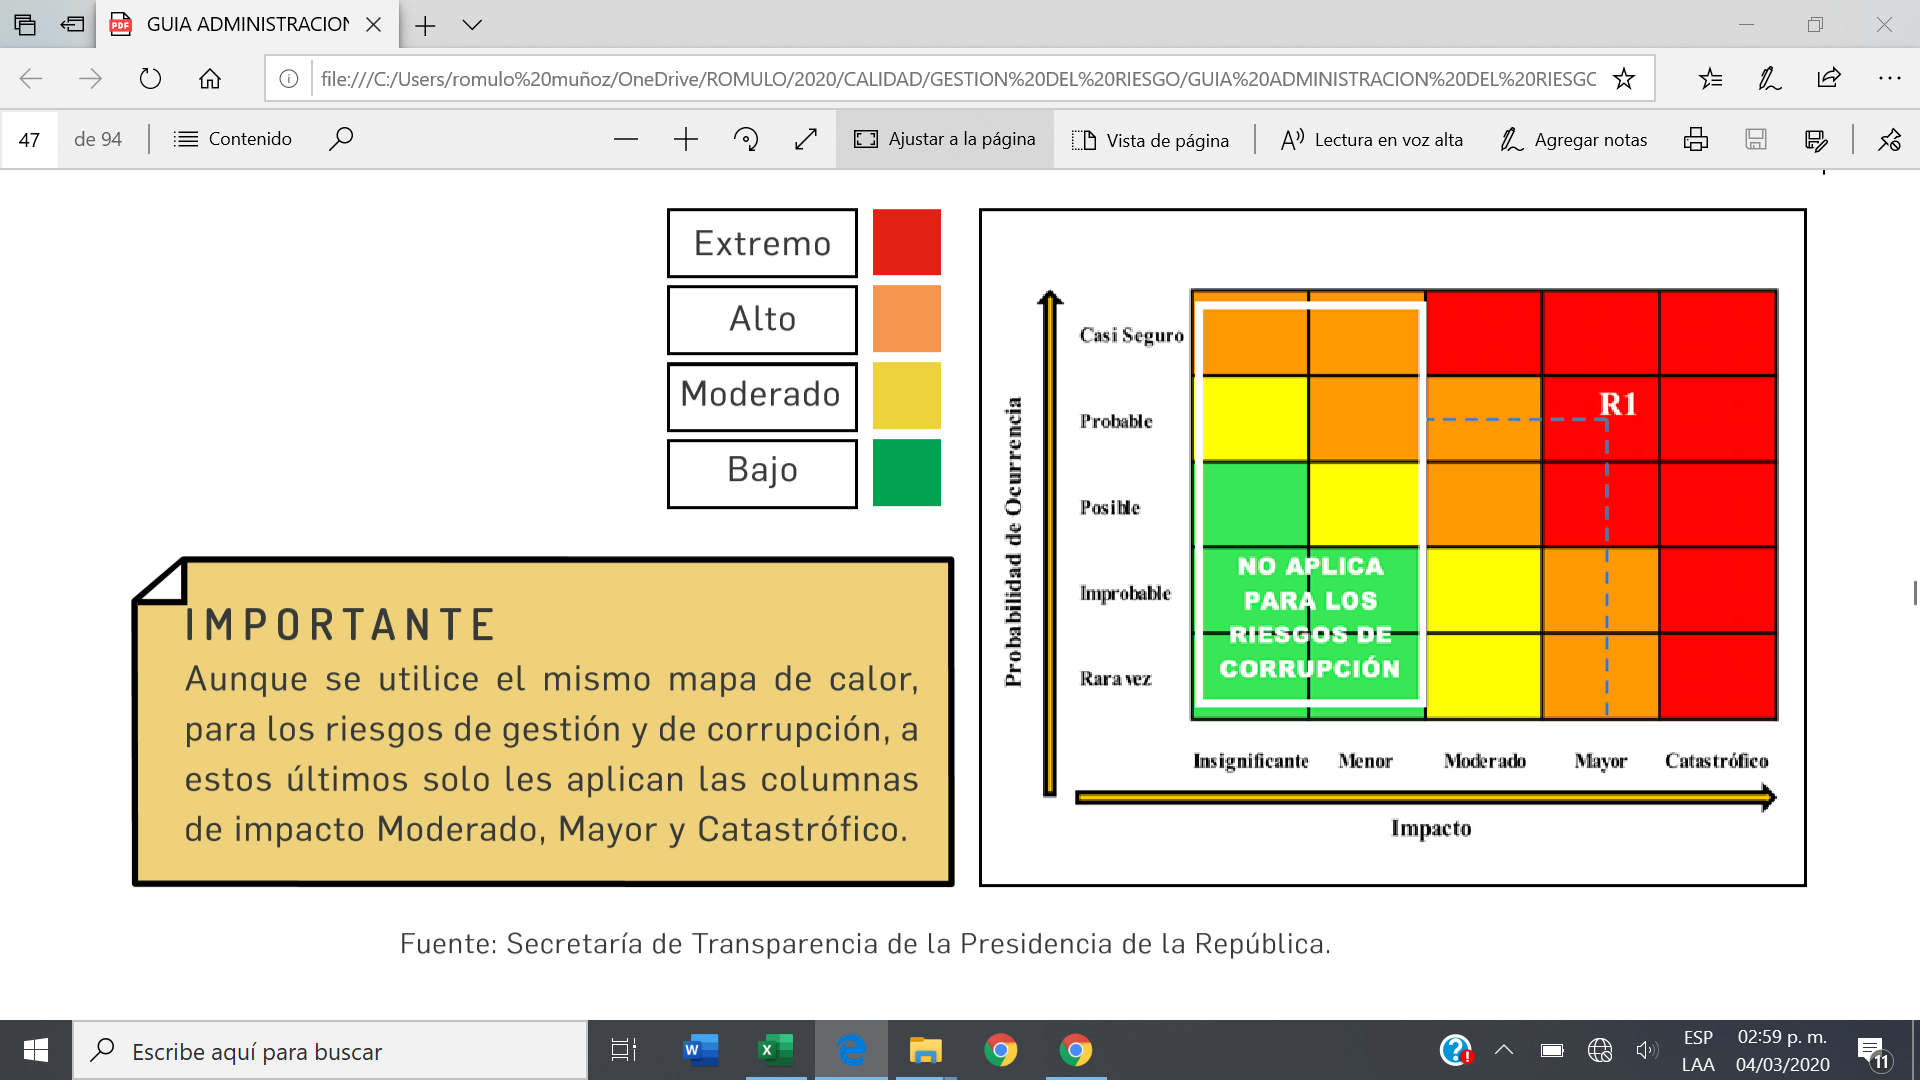 GUIA ADMINISTRACION
file:///C:/Users/romulo%20muñoz/OneDrive/ROMULO/2020/CALIDAD/GESTION%20DEL%20RIESGO/GUIA%20ADMINISTRACION%20DEL%20RIESGO
47 de 94
Contenido
Ajustar a la página
Vista de página
Lectura en voz alta
Agregar notas
Extremo
Alto
Moderado
Bajo
IMPORTANTE
Aunque se utilice el mismo mapa de calor,
para los riesgos de gestión y de corrupción, a
estos últimos solo les aplican las columnas
de impacto Moderado, Mayor y Catastrófico.
Probabilidad de Ocurrencia
Casi Seguro
Probable
Posible
Improbable
Rara vez
R1
NO APLICA
PARA LOS
RIESGOS DE
CORRUPCIÓN
Insignificante Menor Moderado Mayor Catastrófico
Impacto
Fuente: Secretaría de Transparencia de la Presidencia de la República.
Escribe aquí para buscar
ESP
LAA
02:59 p. m.
04/03/2020
11